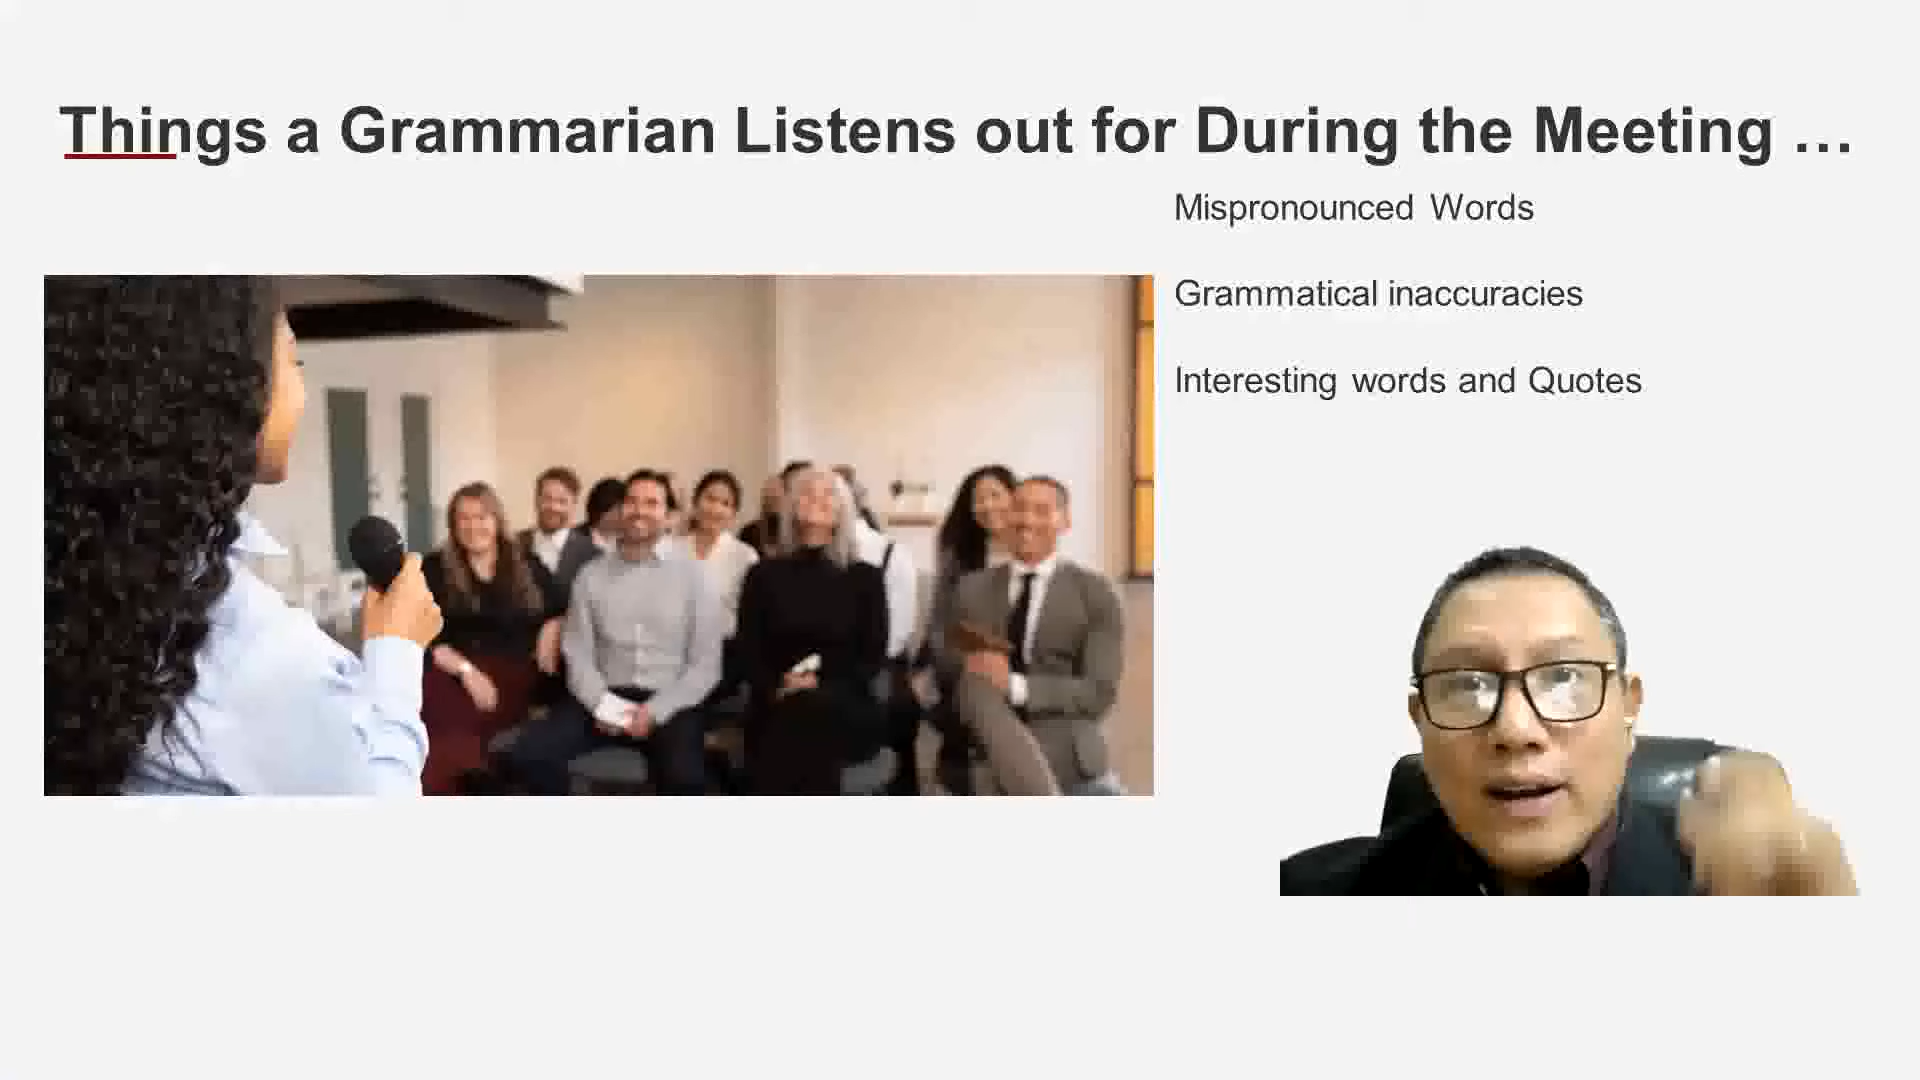 Things a Grammarian Listens out for During the Meeting …
Mispronounced Words
Grammatical inaccuracies
Interesting words and Quotes